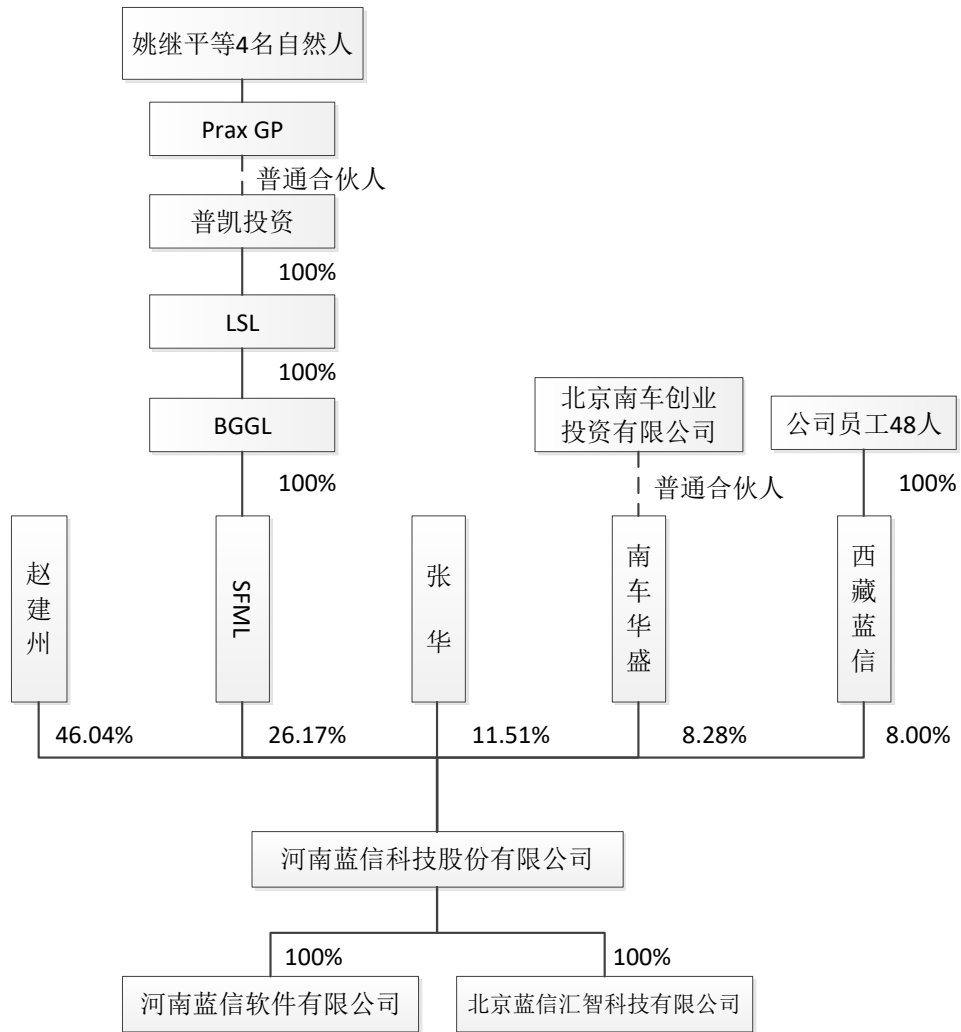 姚继平等4名自然人
Prax GP
普通合伙人
普凯投资
100%
LSL
100%
BGGL
100%
北京南车创业
投资有限公司
普通合伙人
公司员工48人
100%
赵建州
SFML
张华
南车华盛
西藏蓝信
46.04%
26.17%
11.51%
8.28%
8.00%
河南蓝信科技股份有限公司
100%
100%
河南蓝信软件有限公司
北京蓝信汇智科技有限公司